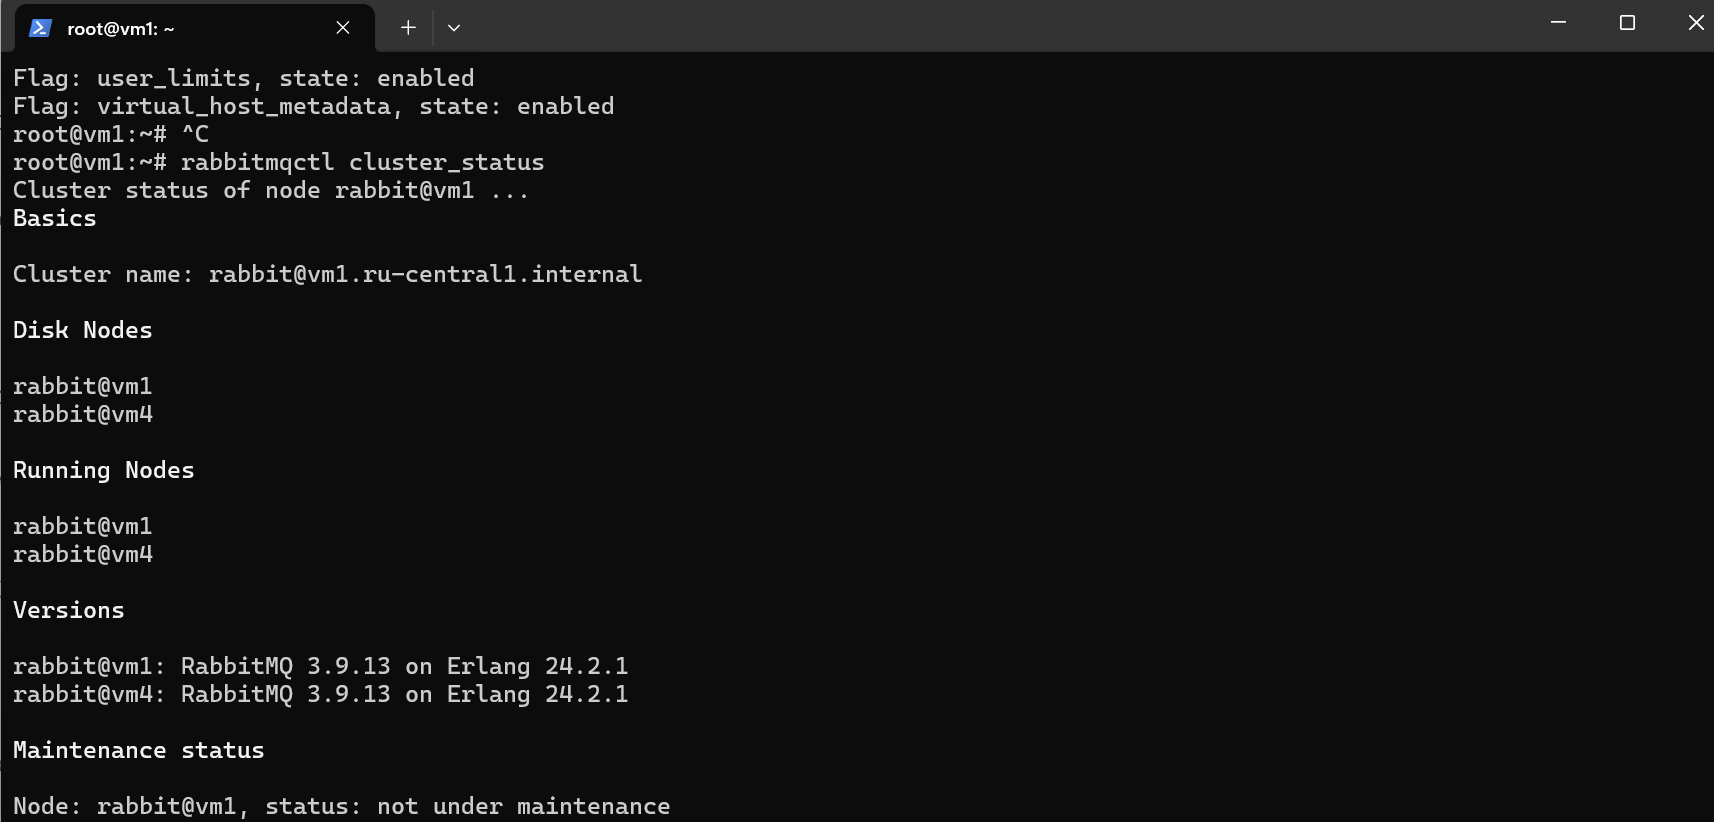 root@vm1: ~
Flag: user_limits, state: enabled
Flag: virtual_host_metadata, state: enabled
root@vm1:~# ^C
root@vm1:~# rabbitmqctl cluster_status
Cluster status of node rabbit@vm1 ...
Basics
Cluster name: rabbit@vm1.ru-central1.internal
Disk Nodes
rabbit@vm1
rabbit@vm4
Running Nodes
rabbit@vm1
rabbit@vm4
Versions
rabbit@vm1: RabbitMQ 3.9.13 on Erlang 24.2.1
rabbit@vm4: RabbitMQ 3.9.13 on Erlang 24.2.1
Maintenance status
Node: rabbit@vm1, status: not under maintenance